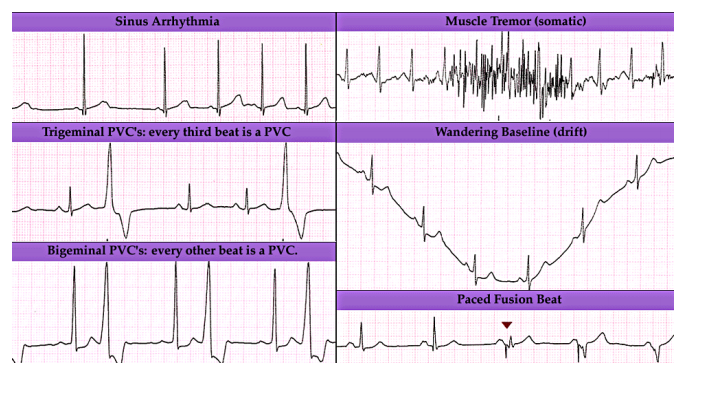 Sinus Arrhythmia
Muscle Tremor (somatic)
Trigeminal PVC's: every third beat is a PVC
Wandering Baseline (drift)
Bigeminal PVC's: every other beat is a PVC.
Paced Fusion Beat